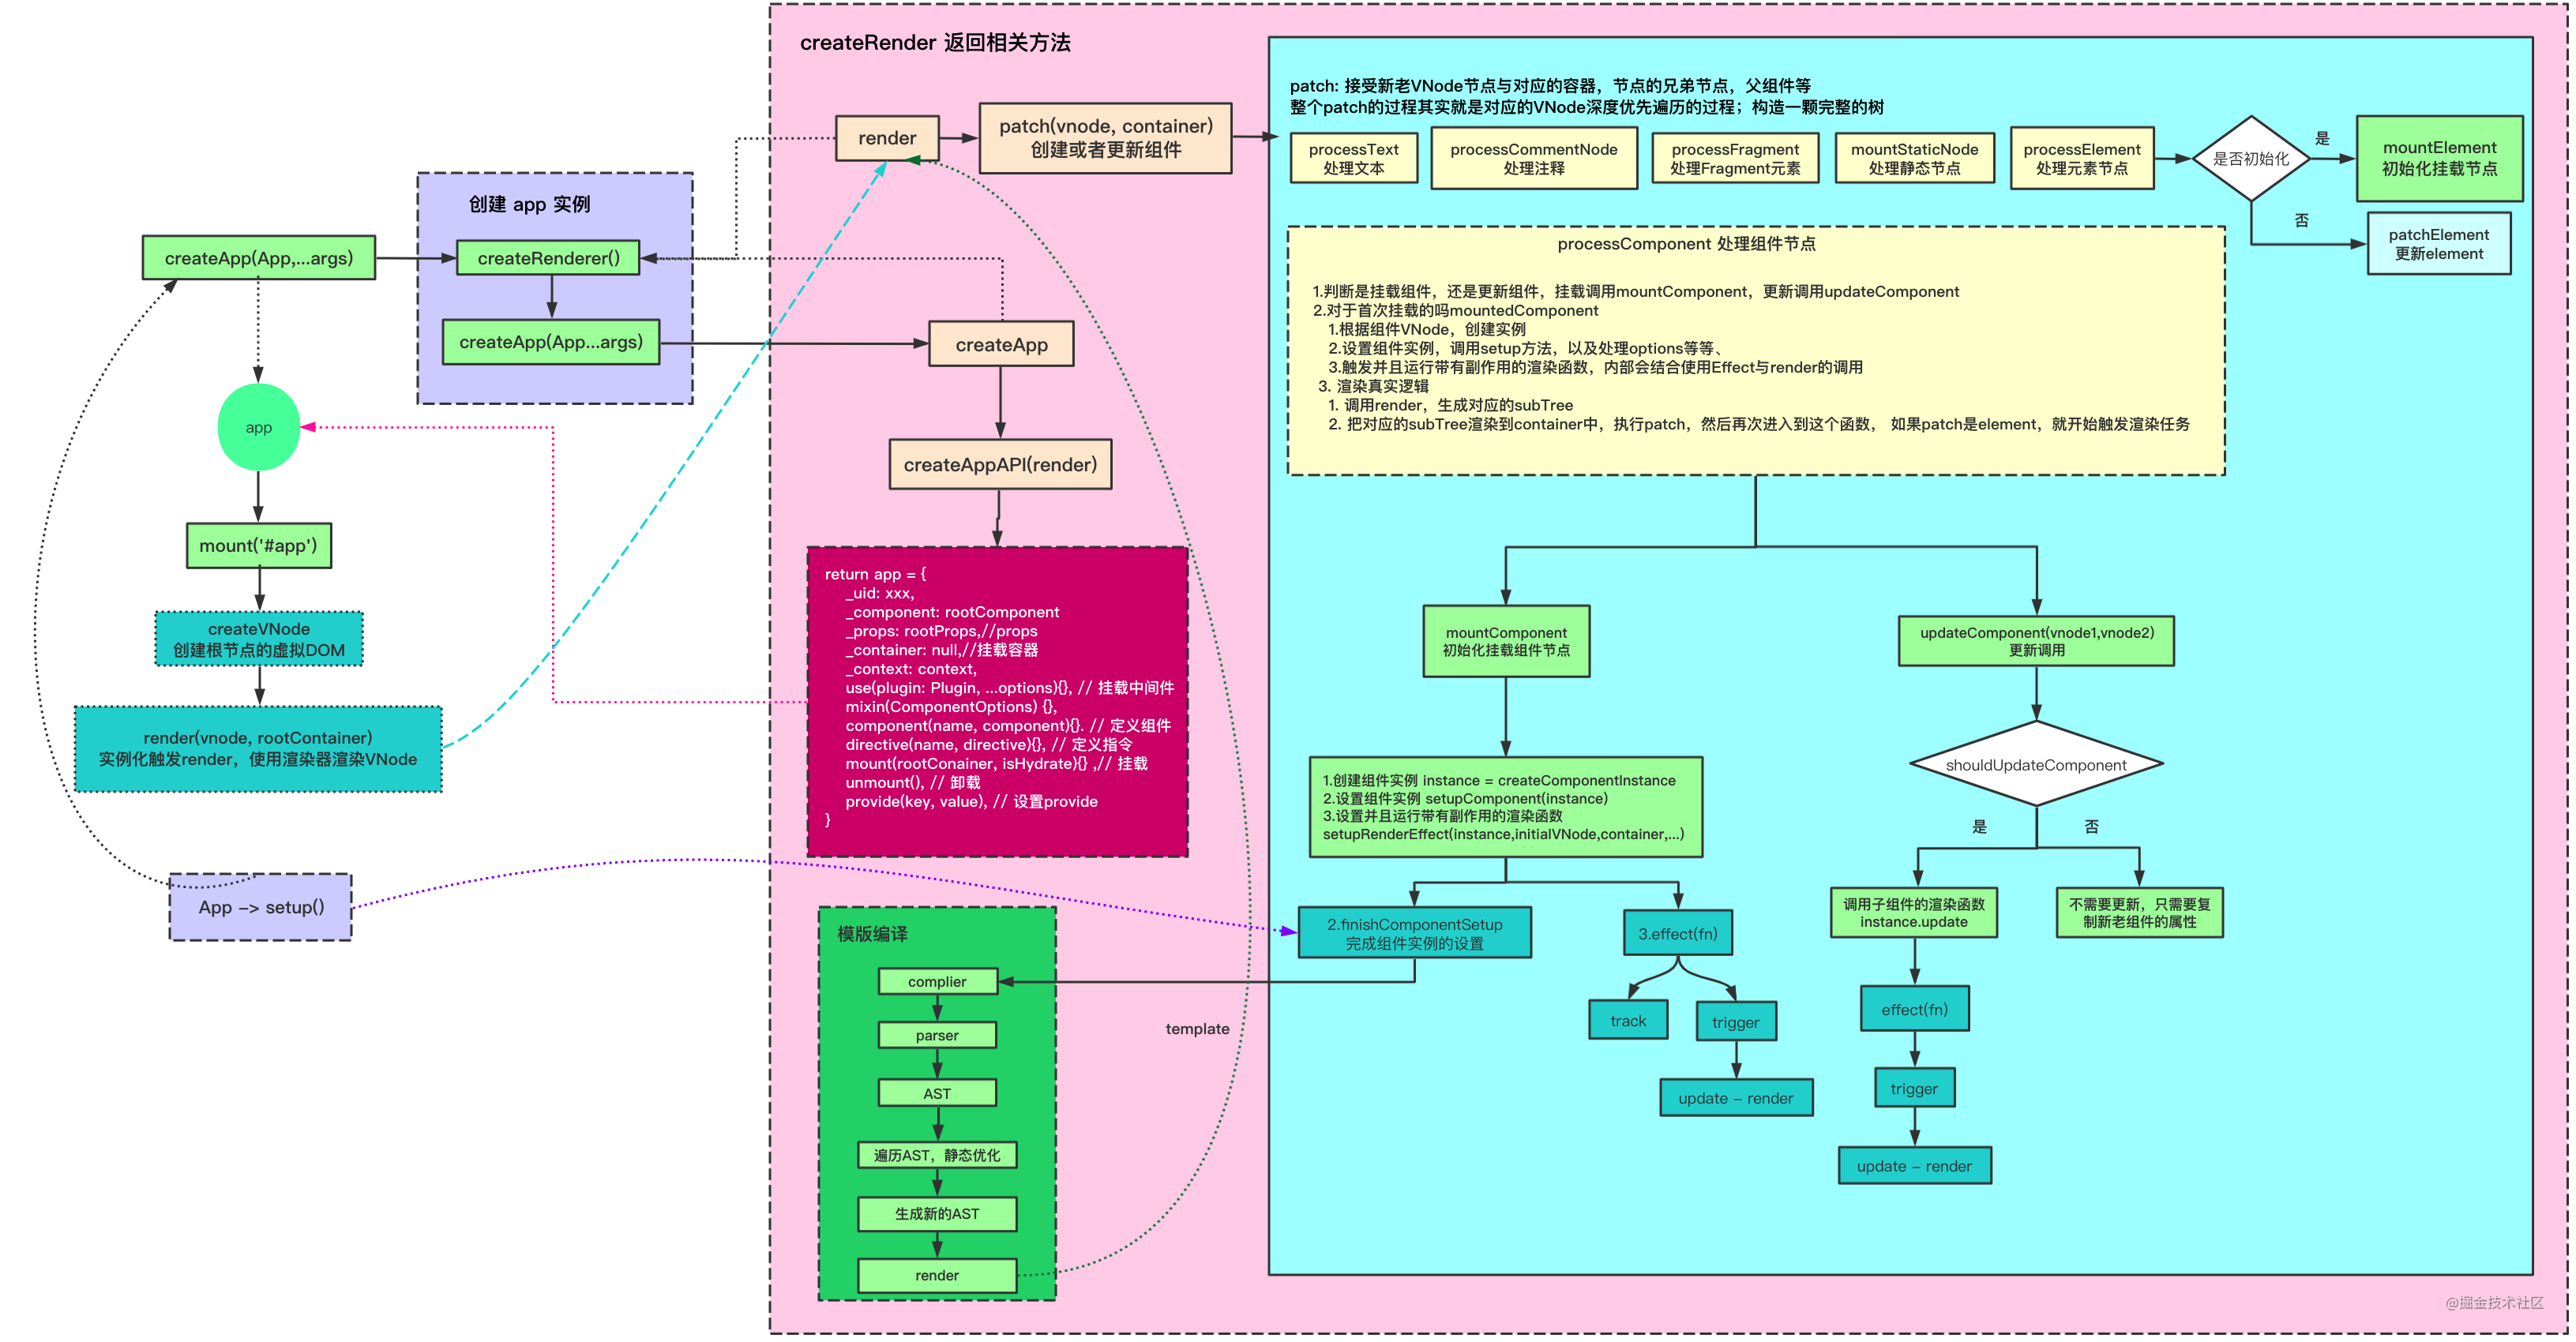 createRender 返回相关方法
patch: 接受新老VNode节点与对应的容器，节点的兄弟节点，父组件等
整个patch的过程其实就是对应的VNode深度优先遍历的过程；构造一颗完整的树
render
patch(vnode, container)
创建或者更新组件
processText
处理文本
processCommentNode
处理注释
processFragment
处理Fragment元素
mountStaticNode
处理静态节点
processElement
处理元素节点
是否初始化
是
mountElement
初始化挂载节点
否
patchElement
更新element
创建 app 实例
createApp(App,...args)
createRenderer()
createApp(App...args)
createApp
createAppAPI(render)
app
mount('#app')
createVNode
创建根节点的虚拟DOM
render(vnode, rootContainer)
实例化触发render，使用渲染器渲染VNode
App -> setup()
return app = {
_uid: xxx,
_component: rootComponent
_props: rootProps,//props
_container: null,//挂载容器
_context: context,
use(plugin: Plugin, ...options){}, // 挂载中间件
mixin(ComponentOptions) {},
component(name, component){}. // 定义组件
directive(name, directive){}, // 定义指令
mount(rootConainer, isHydrate){} ,// 挂载
unmount(), // 卸载
provide(key, value), // 设置provide
}
processComponent 处理组件节点
1.判断是挂载组件，还是更新组件，挂载调用mountComponent，更新调用updateComponent
2.对于首次挂载的吗mountedComponent
1.根据组件VNode，创建实例
2.设置组件实例，调用setup方法，以及处理options等等、
3.触发并且运行带有副作用的渲染函数，内部会结合使用Effect与render的调用
3. 渲染真实逻辑
1. 调用render，生成对应的subTree
2. 把对应的subTree渲染到container中，执行patch，然后再次进入到这个函数， 如果patch是element，就开始触发渲染任务
mountComponent
初始化挂载组件节点
updateComponent(vnode1,vnode2)
更新调用
1.创建组件实例 instance = createComponentInstance
2.设置组件实例 setupComponent(instance)
3.设置并且运行带有副作用的渲染函数
setupRenderEffect(instance,initialVNode,container,...)
shouldUpdateComponent
是
否
2.finishComponentSetup
完成组件实例的设置
3.effect(fn)
track
trigger
update – render
调用子组件的渲染函数
instance.update
不需要更新，只需要复
制新老组件的属性
effect(fn)
trigger
update – render
模版编译
complier
parser
AST
遍历AST，静态优化
生成新的AST
render
template
@掘金技术社区